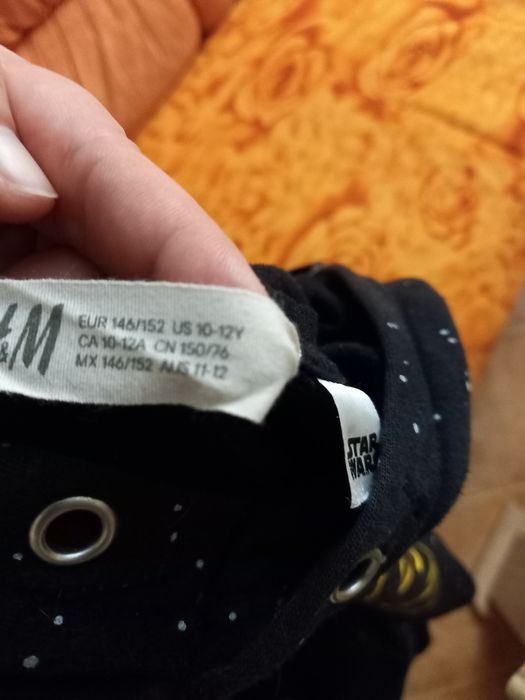 H&M
EUR 146/152 US 10-12Y
CA 10-12A CN 150/76
MX 146/152 AUS 11-12
STAR
WARS